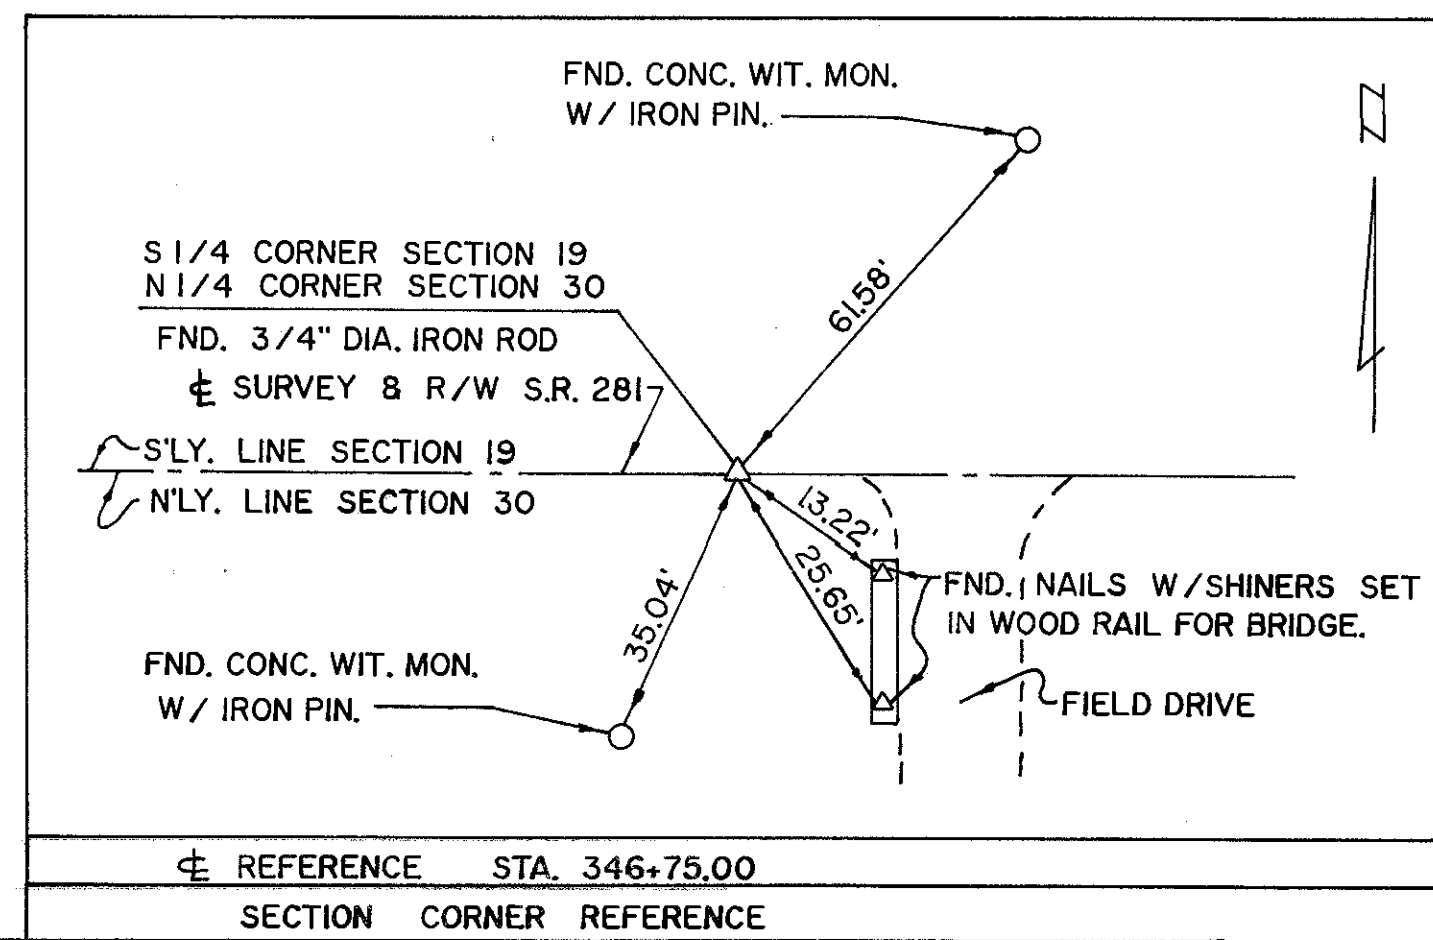 FND. CONC. WIT. MON.
W/ IRON PIN.
N
S 1/4 CORNER SECTION 19
N 1/4 CORNER SECTION 30
FND. 3/4" DIA. IRON ROD
℄ SURVEY & R/W S.R. 281
S'LY. LINE SECTION 19
N'LY. LINE SECTION 30
61.58'
13.22'
25.65'
35.04'
FND. NAILS W/SHINERS SET
IN WOOD RAIL FOR BRIDGE.
FND. CONC. WIT. MON.
W/ IRON PIN.
FIELD DRIVE
℄ REFERENCE STA. 346+75.00
SECTION CORNER REFERENCE